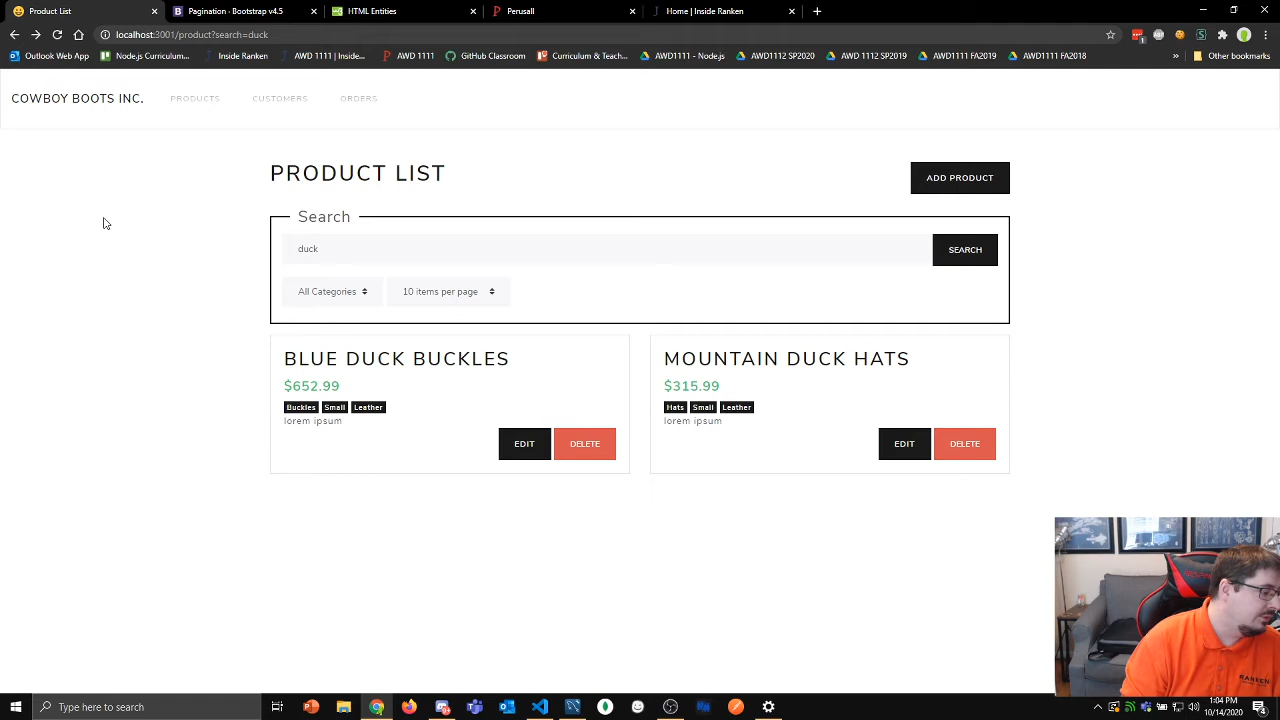 Product List
Pagination · Bootstrap v4.5
HTML Entities
Perusall
Home | Inside Ranken
localhost:3001/product?search=duck
Outlook Web App
Node.js Curriculum...
Inside Ranken
AWD 1111 | Inside...
AWD 1111
GitHub Classroom
Curriculum & Teach...
AWD1111 - Node.js
AWD1112 SP2020
AWD 1112 SP2019
AWD1111 FA2019
AWD1111 FA2018
»
Other bookmarks
COWBOY BOOTS INC.
PRODUCTS
CUSTOMERS
ORDERS
PRODUCT LIST
ADD PRODUCT
Search
duck
SEARCH
All Categories
10 items per page
BLUE DUCK BUCKLES
$652.99
Buckles Small Leather
lorem ipsum
EDIT DELETE
MOUNTAIN DUCK HATS
$315.99
Hats Small Leather
lorem ipsum
EDIT DELETE
RANKEN
Type here to search
1:04 PM
10/14/2020